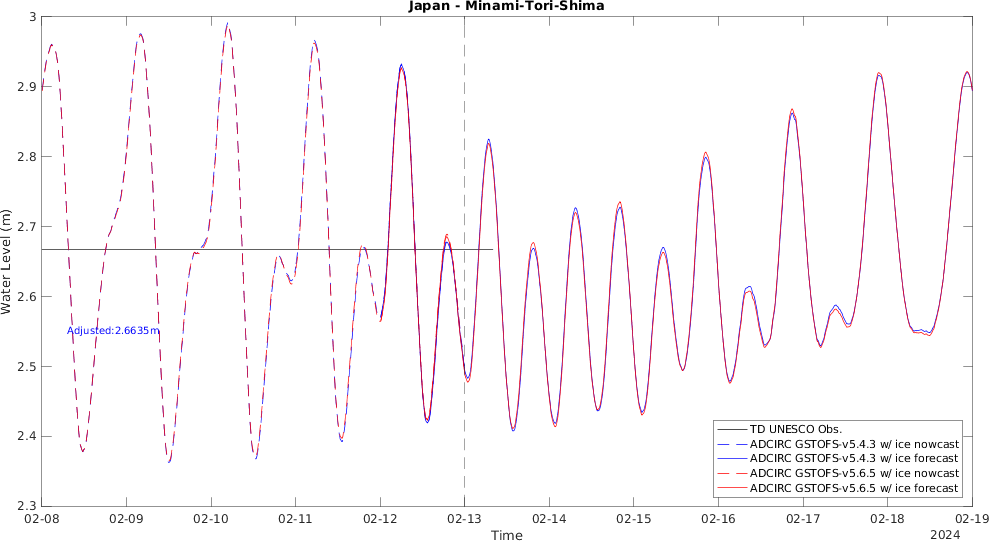 Japan - Minami-Tori-Shima
3
2.9
2.8
2.7
2.6
2.5
2.4
2.3
Water Level (m)
Adjusted:2.6635m
TD UNESCO Obs.
ADCIRC GSTOFS-v5.4.3 w/ ice nowcast
ADCIRC GSTOFS-v5.4.3 w/ ice forecast
ADCIRC GSTOFS-v5.6.5 w/ ice nowcast
ADCIRC GSTOFS-v5.6.5 w/ ice forecast
02-08 02-09 02-10 02-11 02-12 02-13 02-14 02-15 02-16 02-17 02-18 02-19
Time
2024